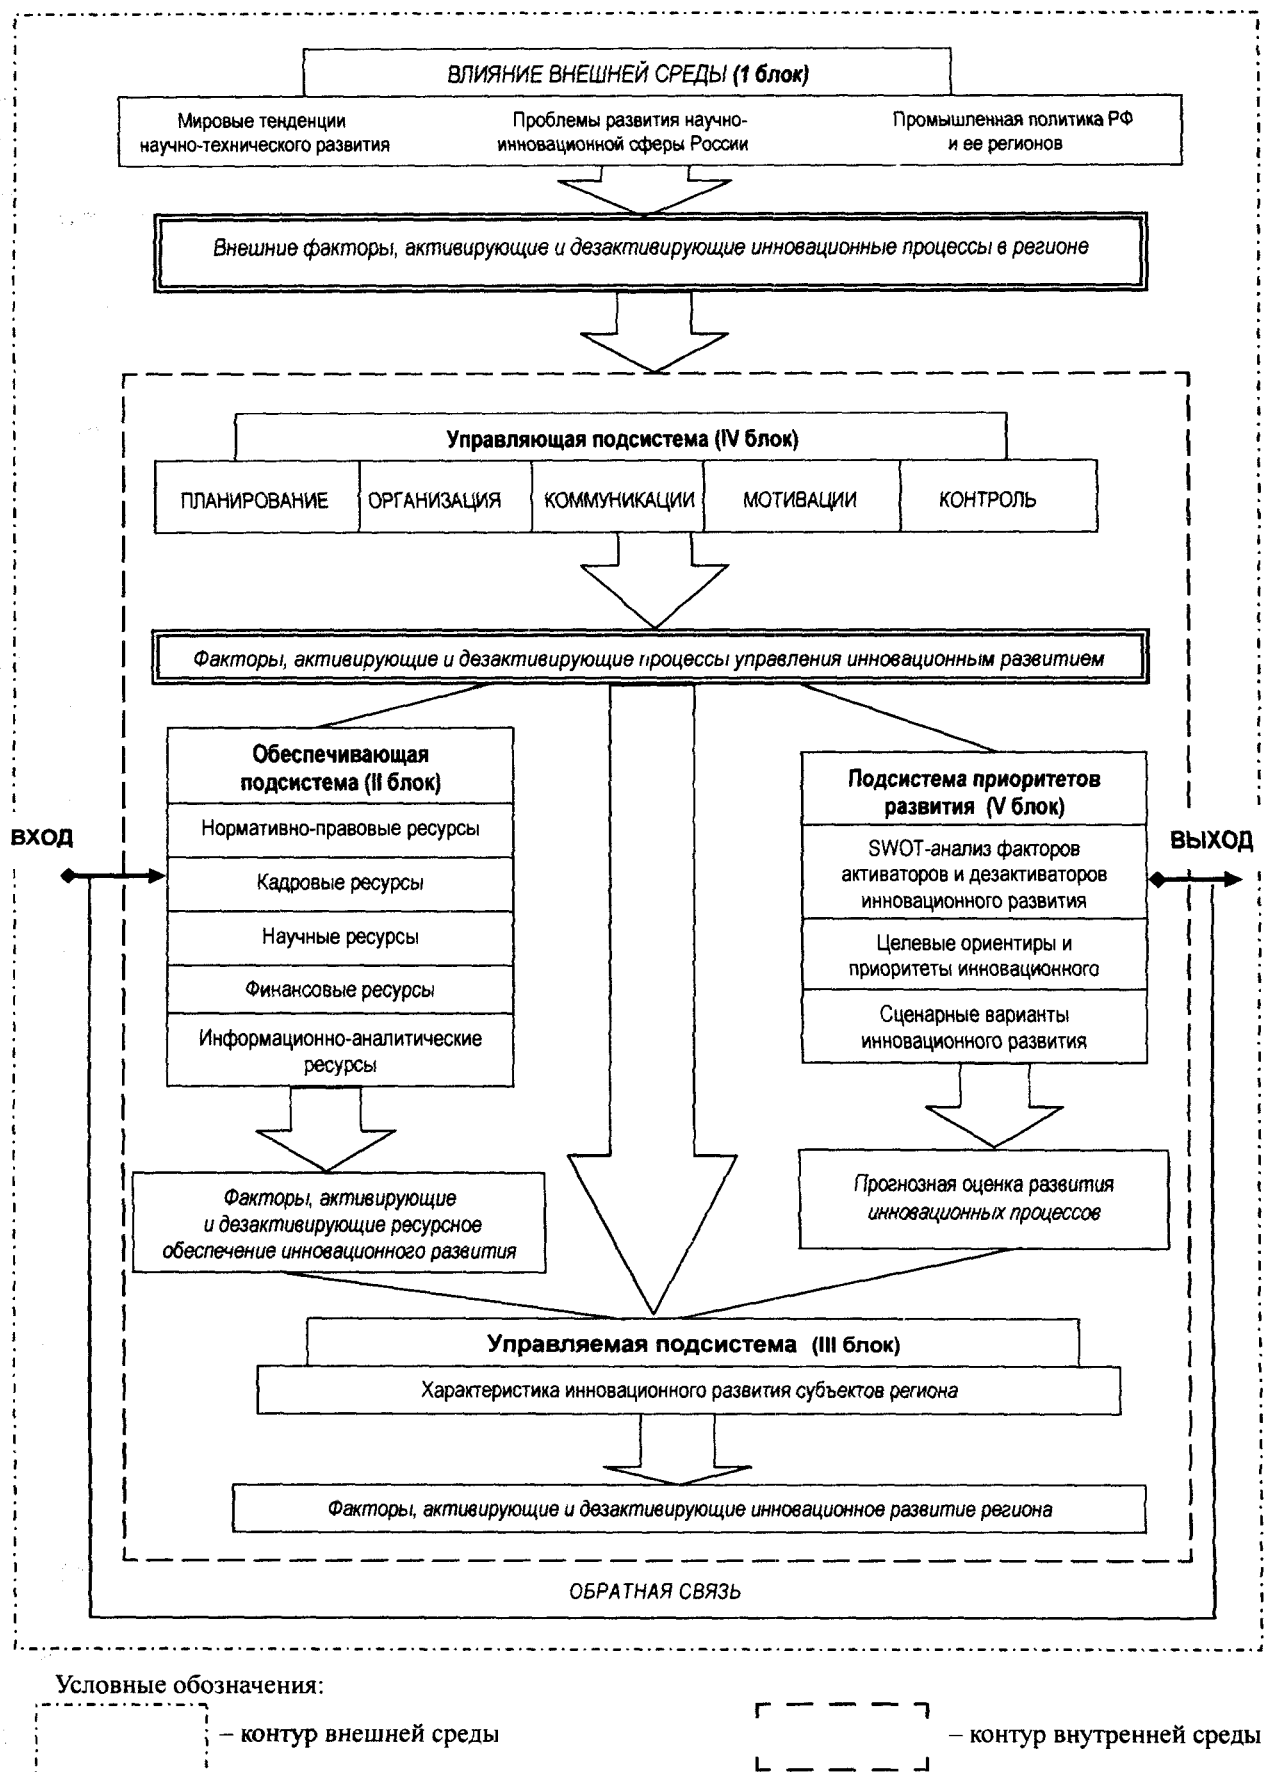 ВЛИЯНИЕ ВНЕШНЕЙ СРЕДЫ (1 блок)
Мировые тенденции
научно-технического развития
Проблемы развития научно-
инновационной сферы России
Промышленная политика РФ
и ее регионов
Внешние факторы, активирующие и дезактивирующие инновационные процессы в регионе
Управляющая подсистема (IV блок)
ПЛАНИРОВАНИЕ
ОРГАНИЗАЦИЯ
КОММУНИКАЦИИ
МОТИВАЦИИ
КОНТРОЛЬ
Факторы, активирующие и дезактивирующие процессы управления инновационным развитием
ВХОД
Обеспечивающая
подсистема (II блок)
Нормативно-правовые ресурсы
Кадровые ресурсы
Научные ресурсы
Финансовые ресурсы
Информационно-аналитические
ресурсы
Факторы, активирующие
и дезактивирующие ресурсное
обеспечение инновационного развития
Подсистема приоритетов
развития (V блок)
SWOT-анализ факторов
активаторов и дезактиваторов
инновационного развития
Целевые ориентиры и
приоритеты инновационного
Сценарные варианты
инновационного развития
ВЫХОД
Прогнозная оценка развития
инновационных процессов
Управляемая подсистема (III блок)
Характеристика инновационного развития субъектов региона
Факторы, активирующие и дезактивирующие инновационное развитие региона
ОБРАТНАЯ СВЯЗЬ
Условные обозначения:
– контур внешней среды
– контур внутренней среды